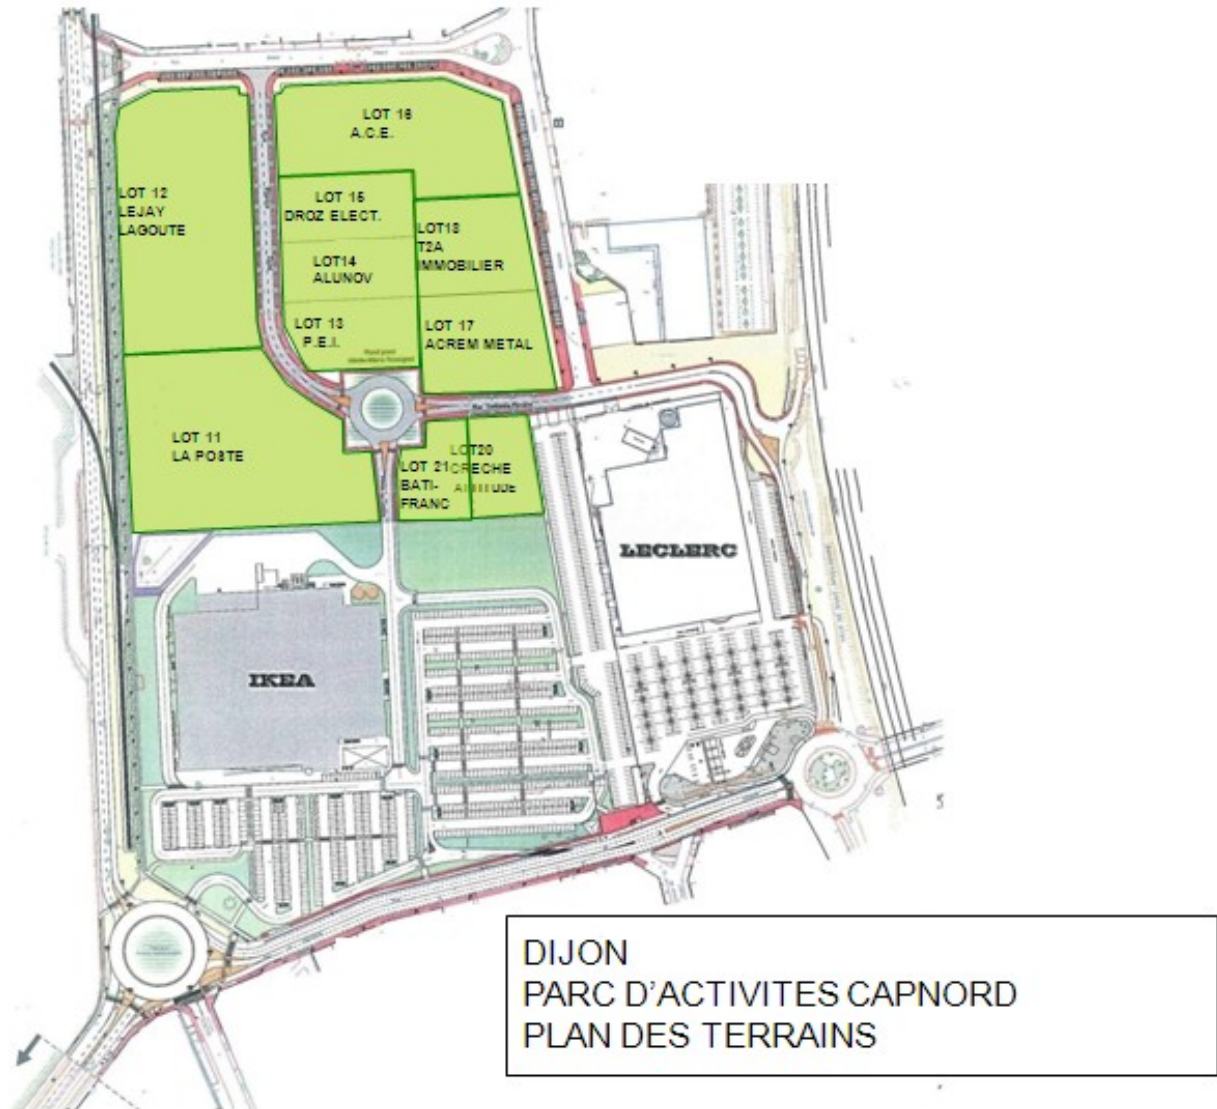 LOT 16
A.C.E.
LOT 12
LEJAY
LAGOUTE
LOT 15
DROZ ELECT.
LOT18
T2A
IMMOBILIER
LOT14
ALUNOV
LOT 13
P.E.I.
LOT 17
ACREM METAL
Rond point
LOT 11
LA POSTE
LOT 21
BATI-
FRANC
LOT20
CRECHE
LECLERC
IKEA
DIJON
PARC D'ACTIVITES CAPNORD
PLAN DES TERRAINS